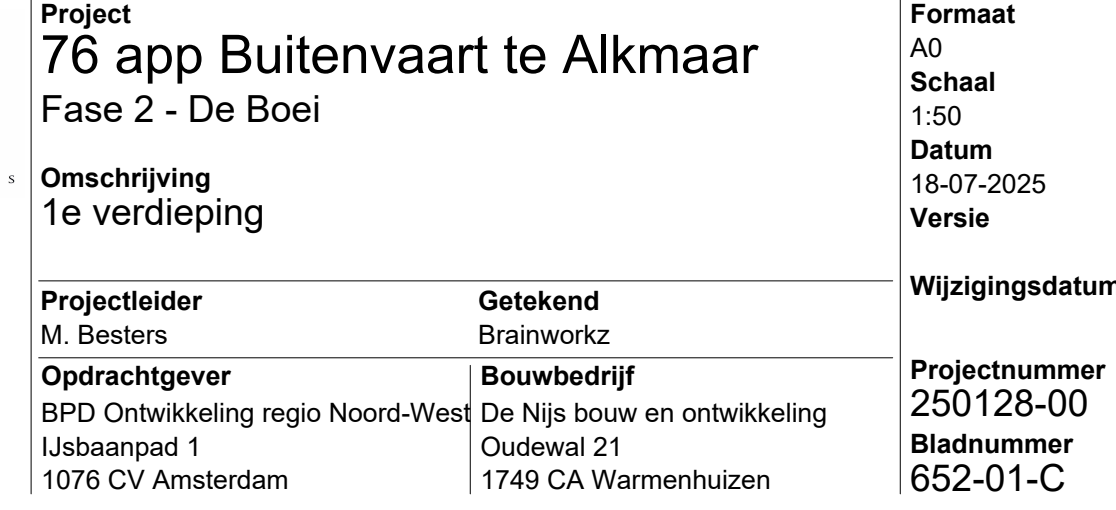 Project
76 app Buitenvaart te Alkmaar
Fase 2 - De Boei
s
Omschrijving
1e verdieping
Projectleider
M. Besters
Getekend
Brainworkz
Opdrachtgever
BPD Ontwikkeling regio Noord-West
IJsbaanpad 1
1076 CV Amsterdam
Bouwbedrijf
De Nijs bouw en ontwikkeling
Oudewal 21
1749 CA Warmenhuizen
Formaat
A0
Schaal
1:50
Datum
18-07-2025
Versie
Wijzigingsdatum
Projectnummer
250128-00
Bladnummer
652-01-C